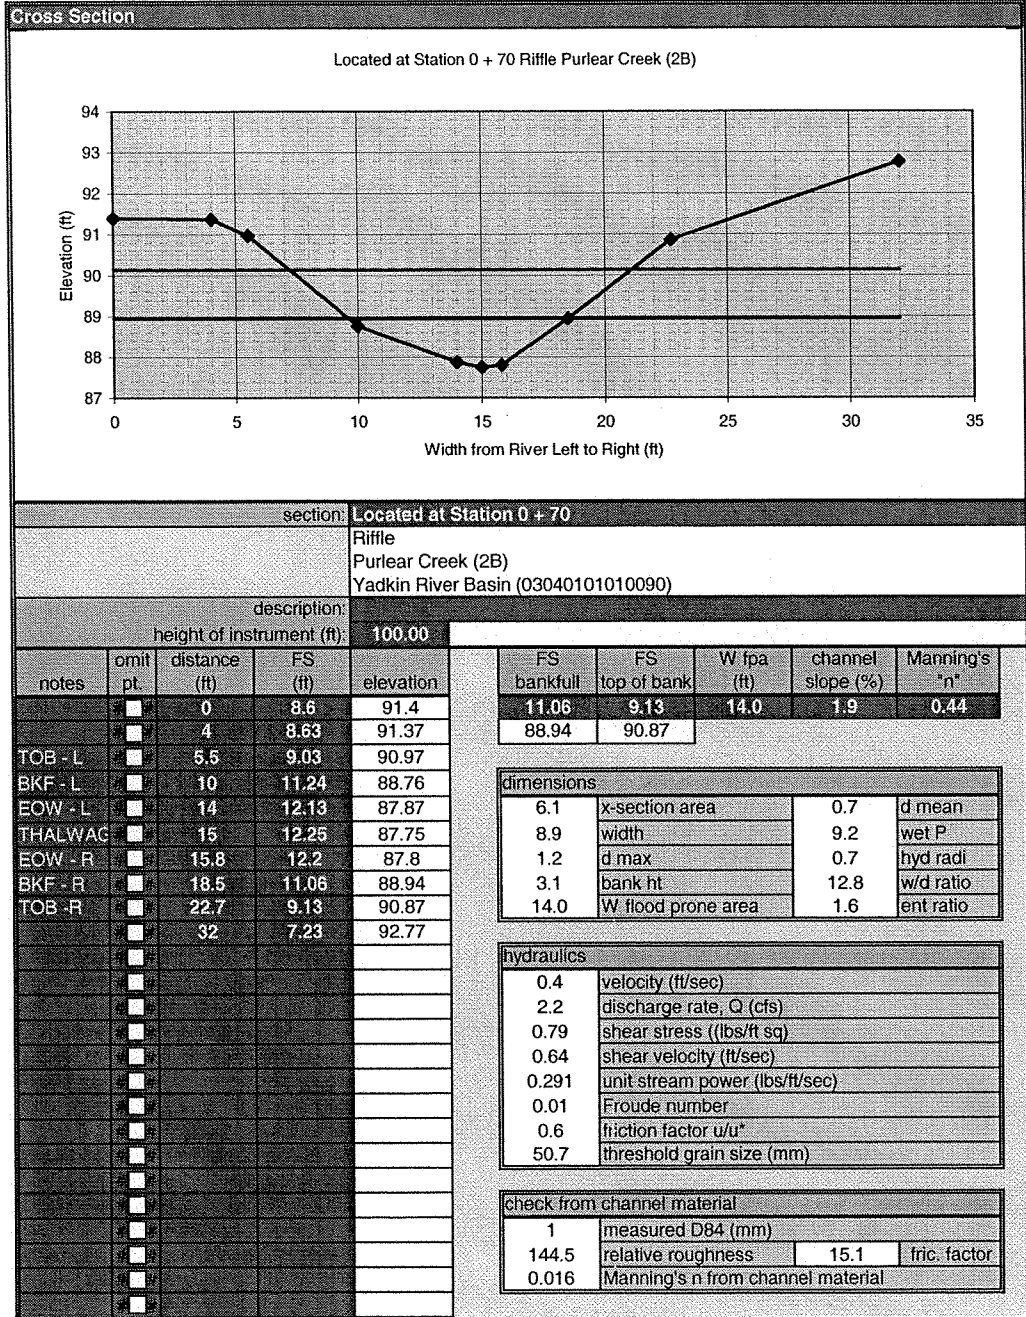 Cross Section
Located at Station 0 + 70 Riffle Purlear Creek (2B)
Elevation (ft)
94
93
92
91
90
89
88
87
0 5 10 15 20 25 30 35
Width from River Left to Right (ft)
section: Located at Station 0 + 70
Riffle
Purlear Creek (2B)
Yadkin River Basin (03040101010090)
description:
height of instrument (ft): 100.00
notes omit pt. distance (ft) FS (ft) elevation
0 8.6 91.4
4 8.63 91.37
TOB - L 5.5 9.03 90.97
BKF - L 10 11.24 88.76
EOW - L 14 12.13 87.87
THALWAG 15 12.25 87.75
EOW - R 15.8 12.2 87.8
BKF - R 18.5 11.06 88.94
TOB -R 22.7 9.13 90.87
32 7.23 92.77
FS bankfull FS top of bank W fpa (ft) channel slope (%) Manning's "n"
11.06 9.13 14.0 1.9 0.44
88.94 90.87
dimensions
6.1 x-section area 0.7 d mean
8.9 width 9.2 wet P
1.2 d max 0.7 hyd radi
3.1 bank ht 12.8 w/d ratio
14.0 W flood prone area 1.6 ent ratio
hydraulics
0.4 velocity (ft/sec)
2.2 discharge rate, Q (cfs)
0.79 shear stress ((lbs/ft sq)
0.64 shear velocity (ft/sec)
0.291 unit stream power (lbs/ft/sec)
0.01 Froude number
0.6 friction factor u/u*
50.7 threshold grain size (mm)
check from channel material
1 measured D84 (mm)
144.5 relative roughness 15.1 fric. factor
0.016 Manning's n from channel material